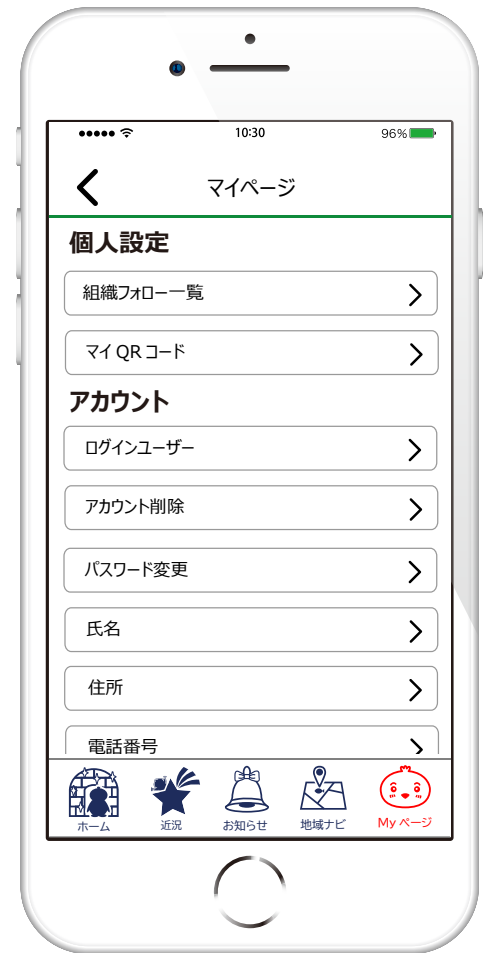 10:30
96%
マイページ
個人設定
組織フォロー一覧
マイ QR コード
アカウント
ログインユーザー
アカウント削除
パスワード変更
氏名
住所
電話番号
ホーム
近況
お知らせ
地域ナビ
My ページ